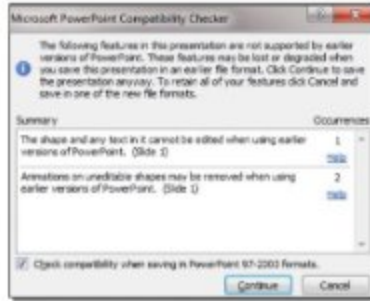 Microsoft PowerPoint Compatibility Checker
The following features in this presentation are not supported by earlier
versions of PowerPoint. These features may be lost or degraded when
you save this presentation in an earlier file format. Click Continue to save
the presentation anyway. To retain all of your features click Cancel and
save in one of the new file formats.
Summary Occurrences
The shape and any text in it cannot be edited when using earlier 1
versions of PowerPoint. (Slide 1) Help
Animations on uneditable shapes may be removed when using 2
earlier versions of PowerPoint. (Slide 1) Help
Check compatibility when saving in PowerPoint 97-2003 formats.
Continue Cancel